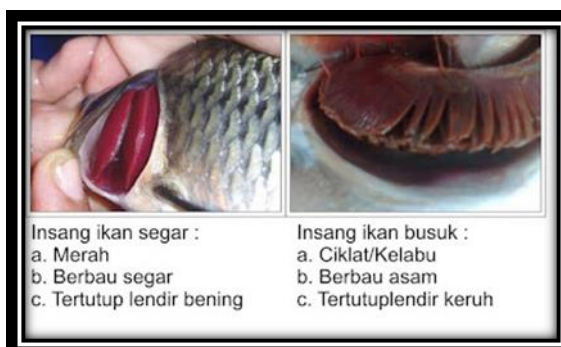 Insang ikan segar :
a. Merah
b. Berbau segar
c. Tertutup lendir bening
Insang ikan busuk :
a. Ciklat/Kelabu
b. Berbau asam
c. Tertutuplendir keruh